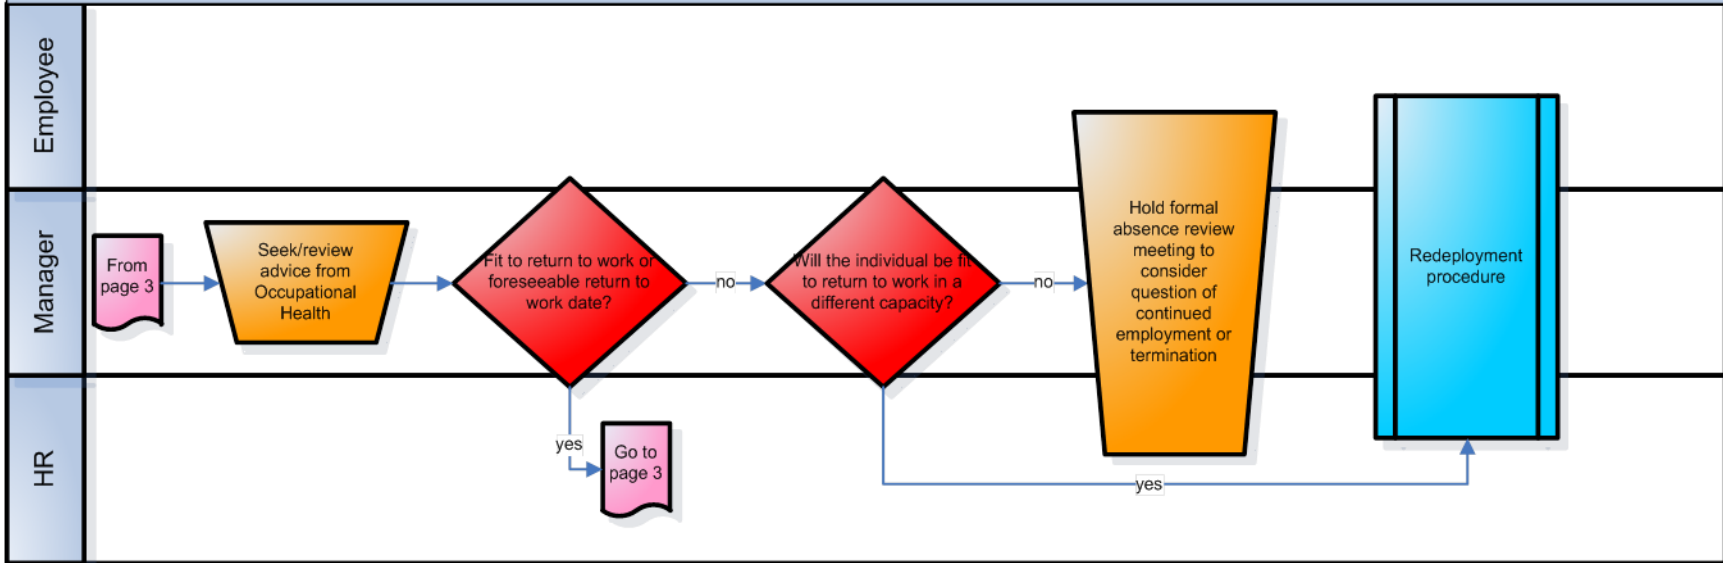 Employee
Manager
HR
From
page 3
Seek/review
advice from
Occupational
Health
Fit to return to work or
foreseeable return to
work date?
no
yes
Go to
page 3
Will the individual be fit
to return to work in a
different capacity?
no
yes
Hold formal
absence review
meeting to
consider
question of
continued
employment or
termination
Redeployment
procedure